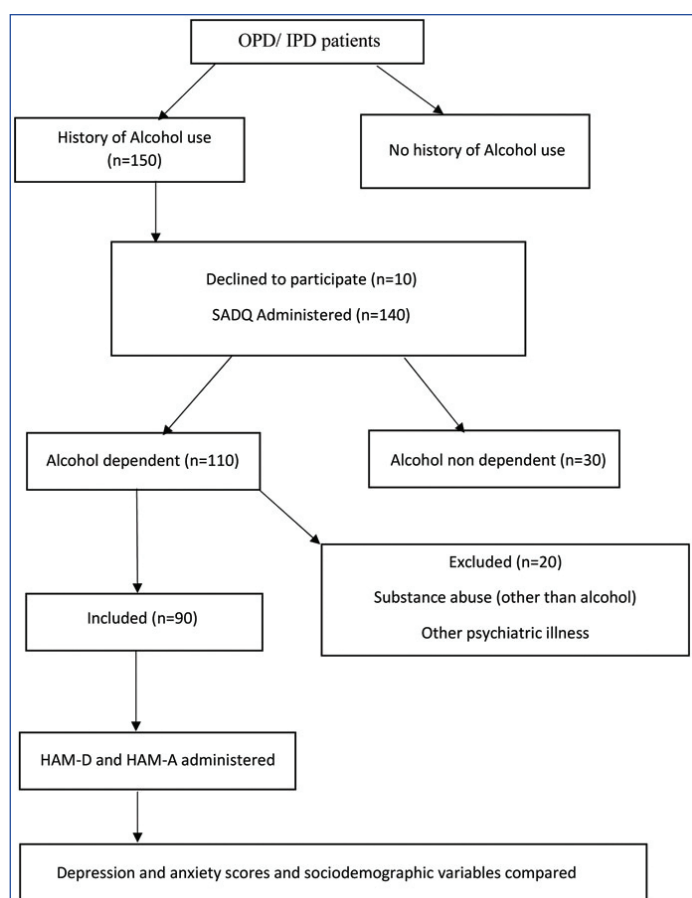 OPD/ IPD patients
History of Alcohol use
(n=150)
No history of Alcohol use
Declined to participate (n=10)
SADQ Administered (n=140)
Alcohol dependent (n=110)
Alcohol non dependent (n=30)
Excluded (n=20)
Substance abuse (other than alcohol)
Other psychiatric illness
Included (n=90)
HAM-D and HAM-A administered
Depression and anxiety scores and sociodemographic variables compared